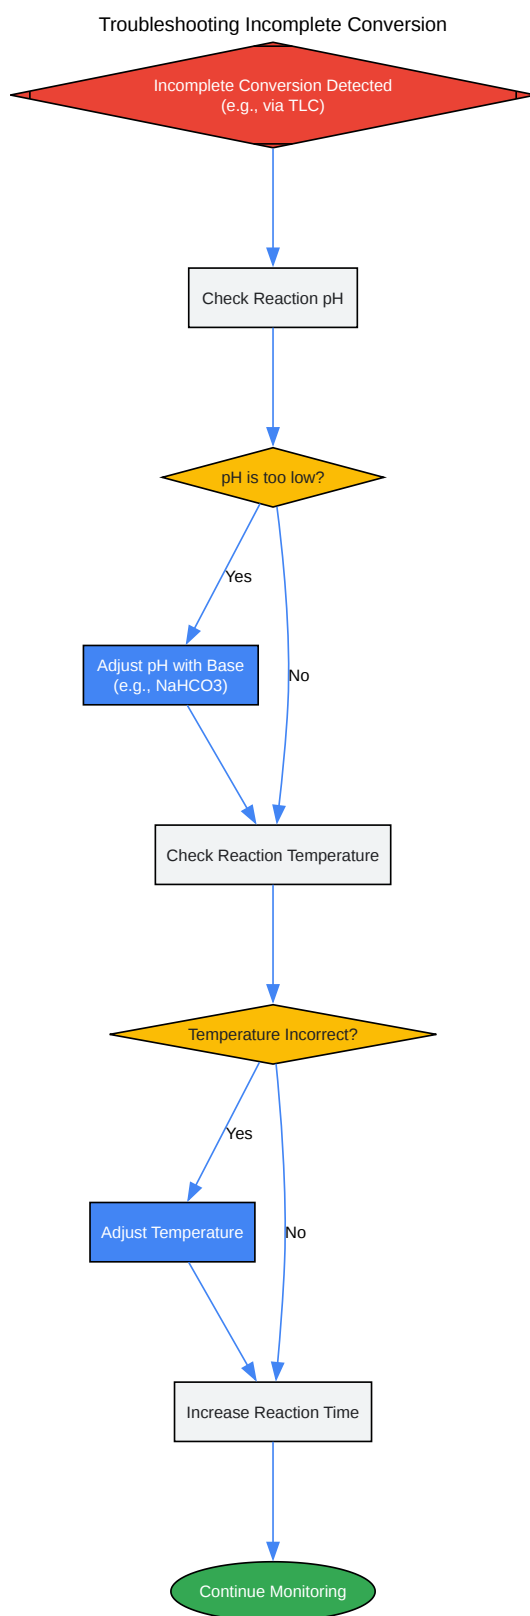 Troubleshooting Incomplete Conversion
Incomplete Conversion Detected
(e.g., via TLC)
Check Reaction pH
pH is too low?
Yes
Adjust pH with Base
(e.g., NaHCO3)
No
Check Reaction Temperature
Temperature Incorrect?
Yes
Adjust Temperature
No
Increase Reaction Time
Continue Monitoring